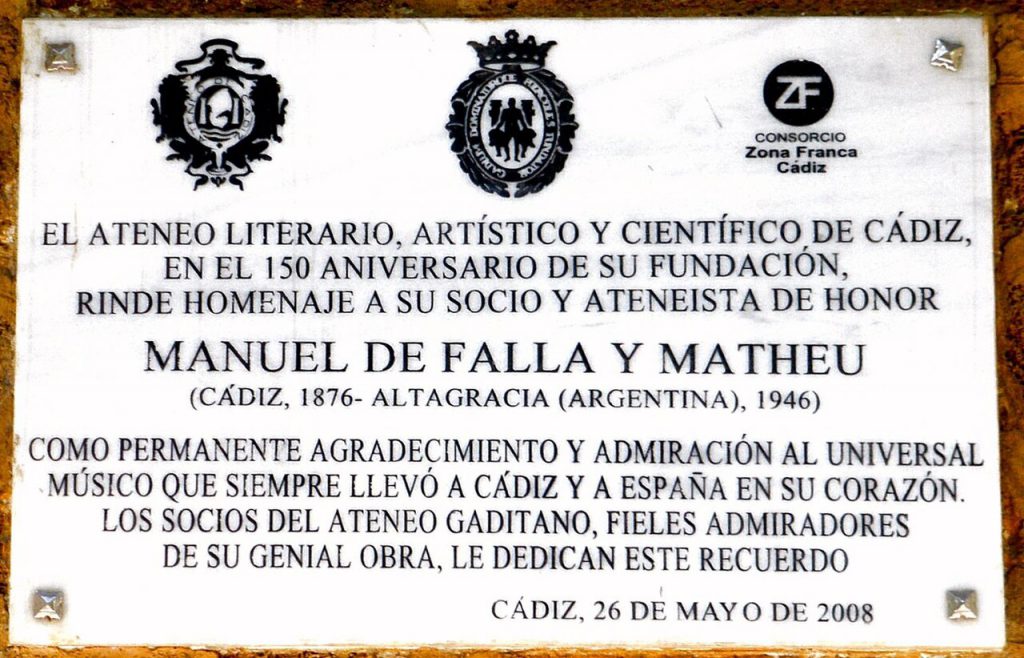 ZF
CONSORCIO
Zona Franca
Cádiz
EL ATENEO LITERARIO, ARTÍSTICO Y CIENTÍFICO DE CÁDIZ,
EN EL 150 ANIVERSARIO DE SU FUNDACIÓN,
RINDE HOMENAJE A SU SOCIO Y ATENEISTA DE HONOR
MANUEL DE FALLA Y MATHEU
(CÁDIZ, 1876- ALTAGRACIA (ARGENTINA), 1946)
COMO PERMANENTE AGRADECIMIENTO Y ADMIRACIÓN AL UNIVERSAL
MÚSICO QUE SIEMPRE LLEVÓ A CÁDIZ Y A ESPAÑA EN SU CORAZÓN.
LOS SOCIOS DEL ATENEO GADITANO, FIELES ADMIRADORES
DE SU GENIAL OBRA, LE DEDICAN ESTE RECUERDO
CÁDIZ, 26 DE MAYO DE 2008